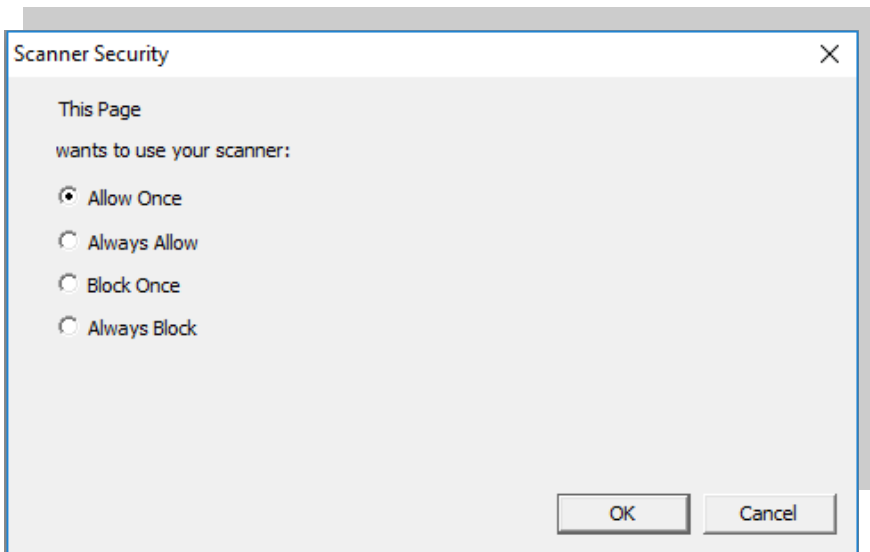 Scanner Security
This Page
wants to use your scanner:
Allow Once
Always Allow
Block Once
Always Block
OK
Cancel